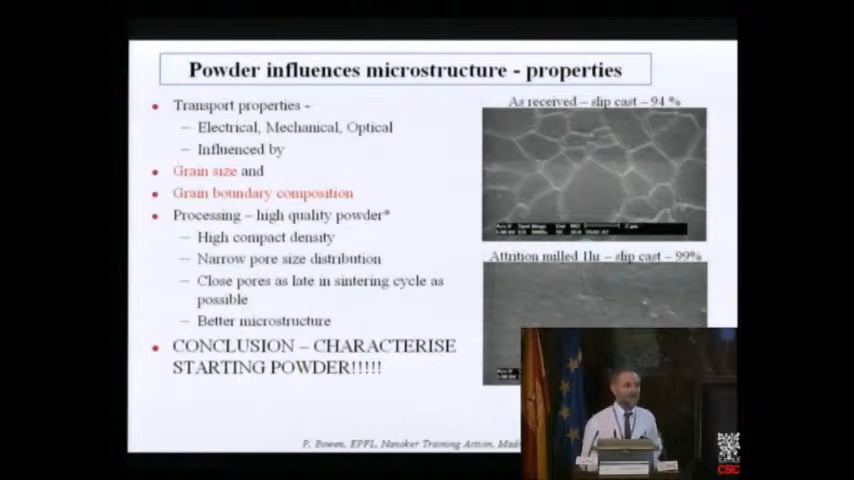 Powder influences microstructure - properties
• Transport properties -
– Electrical, Mechanical, Optical
– Influenced by
• Grain size and
• Grain boundary composition
• Processing – high quality powder*
– High compact density
– Narrow pore size distribution
– Close pores as late in sintering cycle as
possible
– Better microstructure
• CONCLUSION – CHARACTERISE
STARTING POWDER!!!!!
As received – slip cast – 94 %
Attrition milled 1hr – slip cast – 99%
P. Bowen, EPFL, Nanoker Training Action,
CSIC